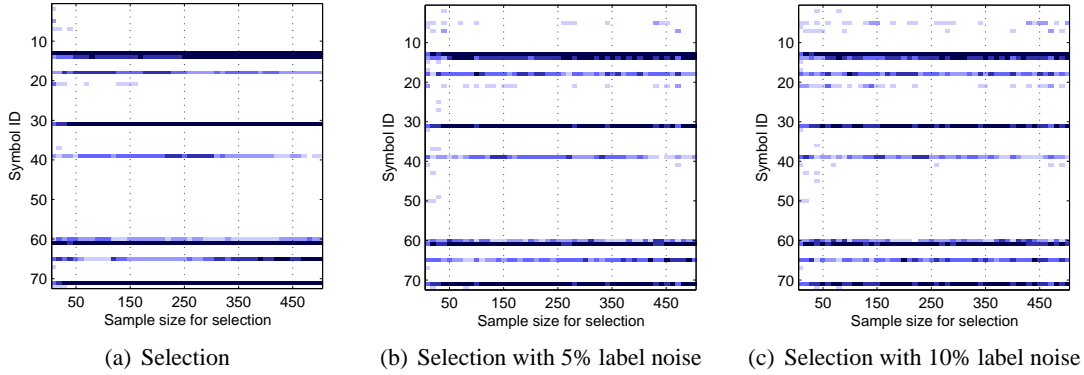 Symbol ID
10
20
30
40
50
60
70
50 150 250 350 450
Sample size for selection
(a) Selection
Symbol ID
10
20
30
40
50
60
70
50 150 250 350 450
Sample size for selection
(b) Selection with 5% label noise
Symbol ID
10
20
30
40
50
60
70
50 150 250 350 450
Sample size for selection
(c) Selection with 10% label noise